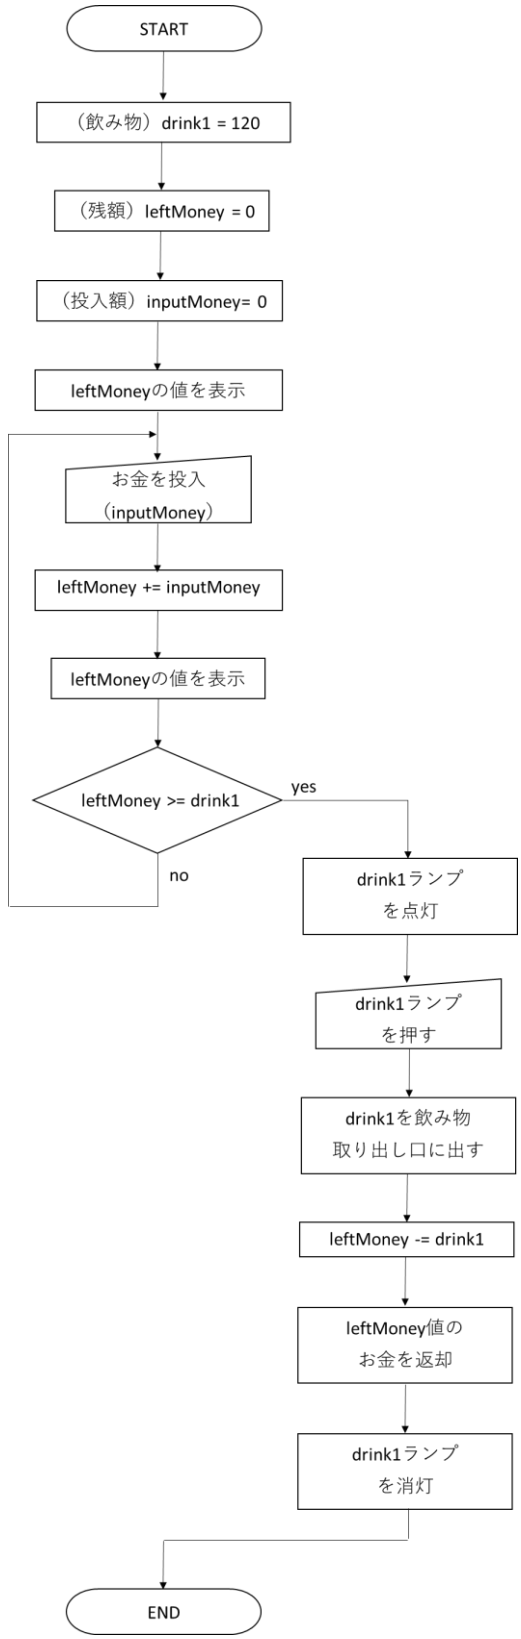 START
（飲み物）drink1 = 120
（残額）leftMoney = 0
（投入額）inputMoney= 0
leftMoneyの値を表示
お金を投入
（inputMoney）
leftMoney += inputMoney
leftMoneyの値を表示
leftMoney >= drink1
yes
no
drink1ランプ
を点灯
drink1ランプ
を押す
drink1を飲み物
取り出し口に出す
leftMoney -= drink1
leftMoney値の
お金を返却
drink1ランプ
を消灯
END